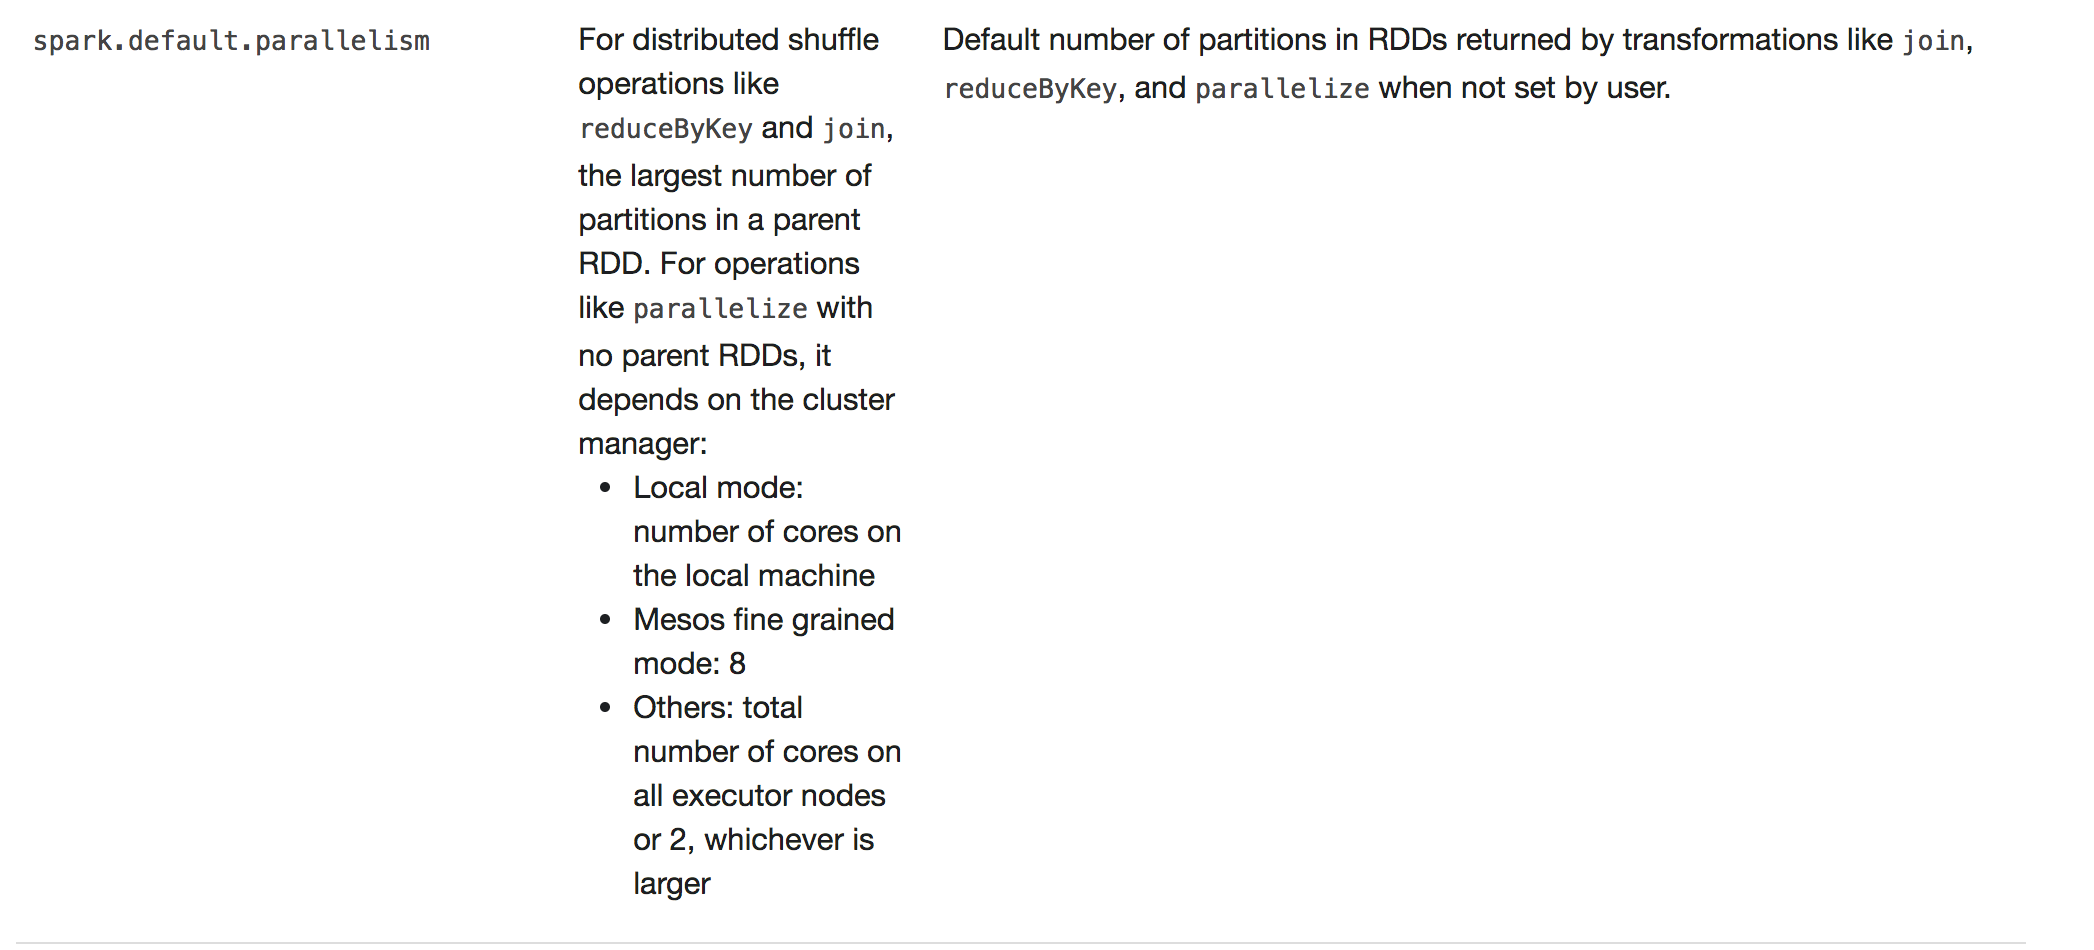 spark.default.parallelism
For distributed shuffle
operations like
reduceByKey and join,
the largest number of
partitions in a parent
RDD. For operations
like parallelize with
no parent RDDs, it
depends on the cluster
manager:
• Local mode:
number of cores on
the local machine
• Mesos fine grained
mode: 8
• Others: total
number of cores on
all executor nodes
or 2, whichever is
larger
Default number of partitions in RDDs returned by transformations like join,
reduceByKey, and parallelize when not set by user.